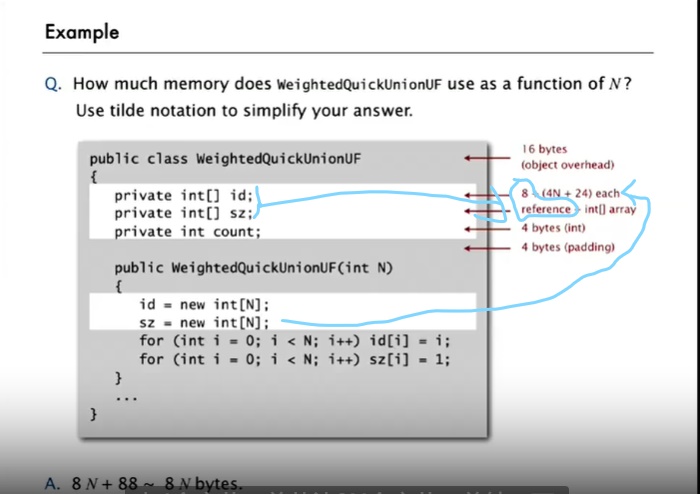 Example
Q. How much memory does WeightedQuickUnionUF use as a function of N?
Use tilde notation to simplify your answer.
public class WeightedQuickUnionUF
{
private int[] id;
private int[] sz;
private int count;
public WeightedQuickUnionUF(int N)
{
id = new int[N];
sz = new int[N];
for (int i = 0; i < N; i++) id[i] = i;
for (int i = 0; i < N; i++) sz[i] = 1;
}
...
}
16 bytes
(object overhead)
8 + (4N + 24) each
reference + int[] array
4 bytes (int)
4 bytes (padding)
A. 8 N + 88 ~ 8 N bytes.